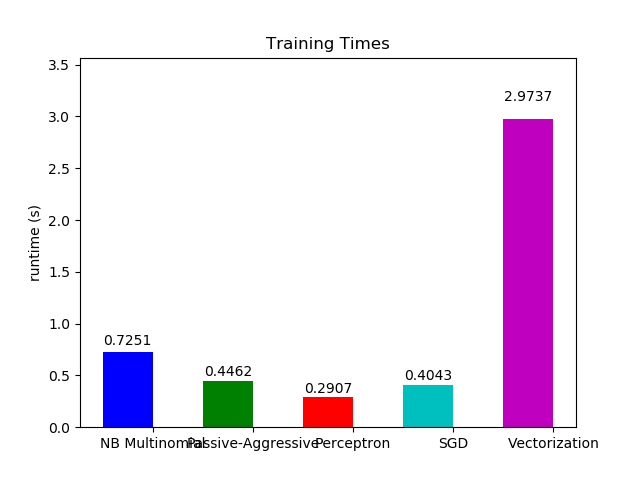 Training Times
3.5
3.0
2.5
2.0
1.5
1.0
0.5
0.0
runtime (s)
0.7251
0.4462
0.2907
0.4043
2.9737
NB Multinomial
Passive-Aggressive
Perceptron
SGD
Vectorization